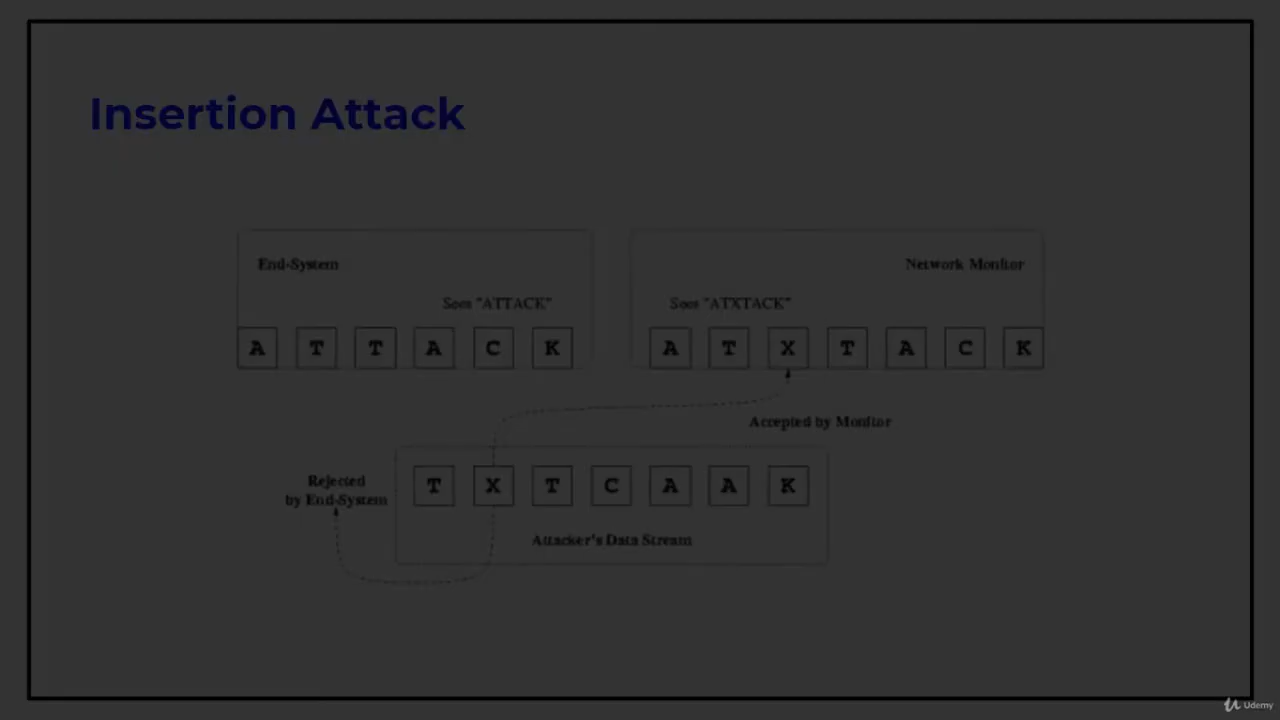 Insertion Attack
End-System
Network Monitor
Sees "ATTACK"
Sees "ATXTACK"
A T T A C K
A T X T A C K
Accepted by Monitor
Rejected
by End-System
T X T C A A K
Attacker's Data Stream
Udemy